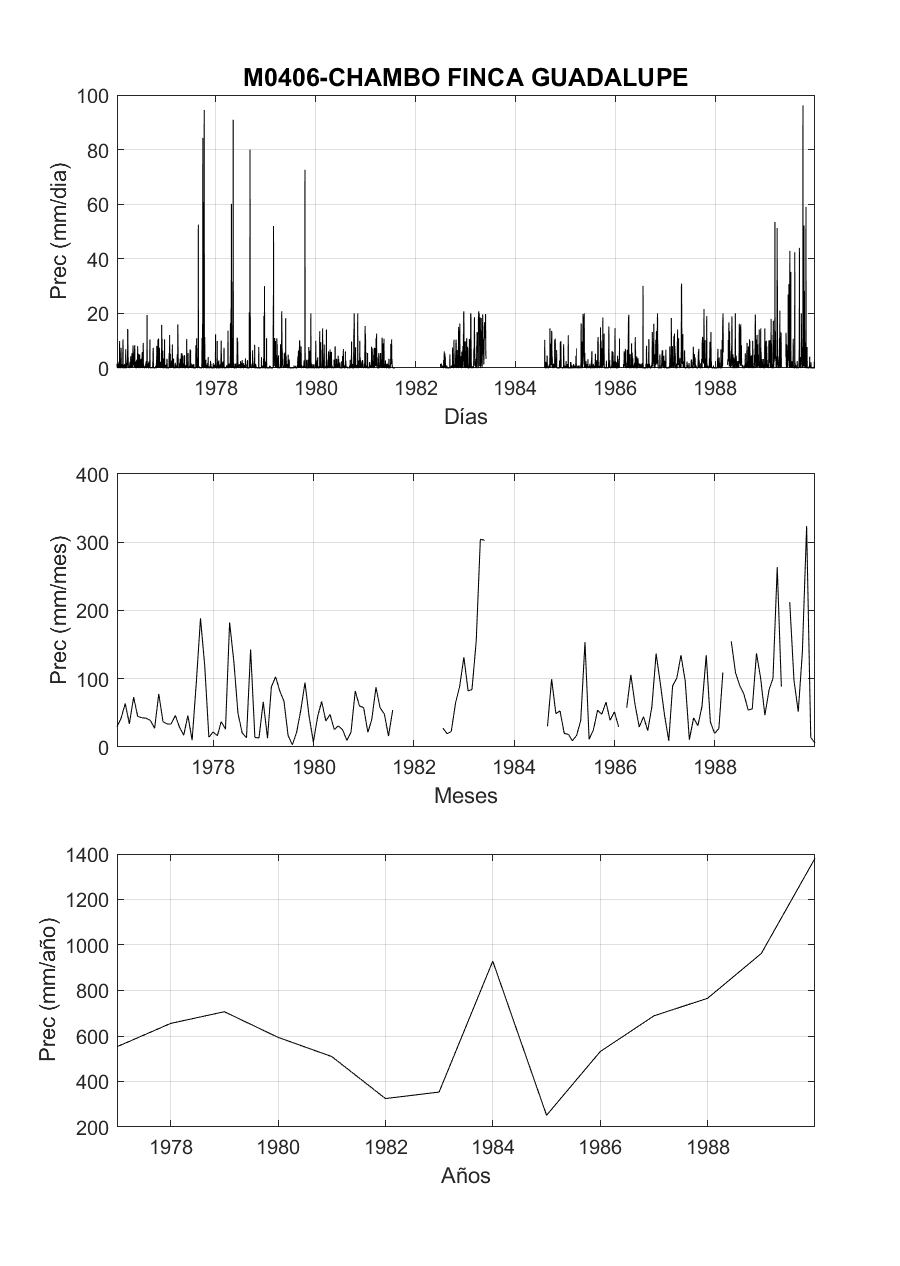 M0406-CHAMBO FINCA GUADALUPE
Prec (mm/dia)
100
80
60
40
20
0
1978 1980 1982 1984 1986 1988
Días
Prec (mm/mes)
400
300
200
100
0
1978 1980 1982 1984 1986 1988
Meses
Prec (mm/año)
1400
1200
1000
800
600
400
200
1978 1980 1982 1984 1986 1988
Años